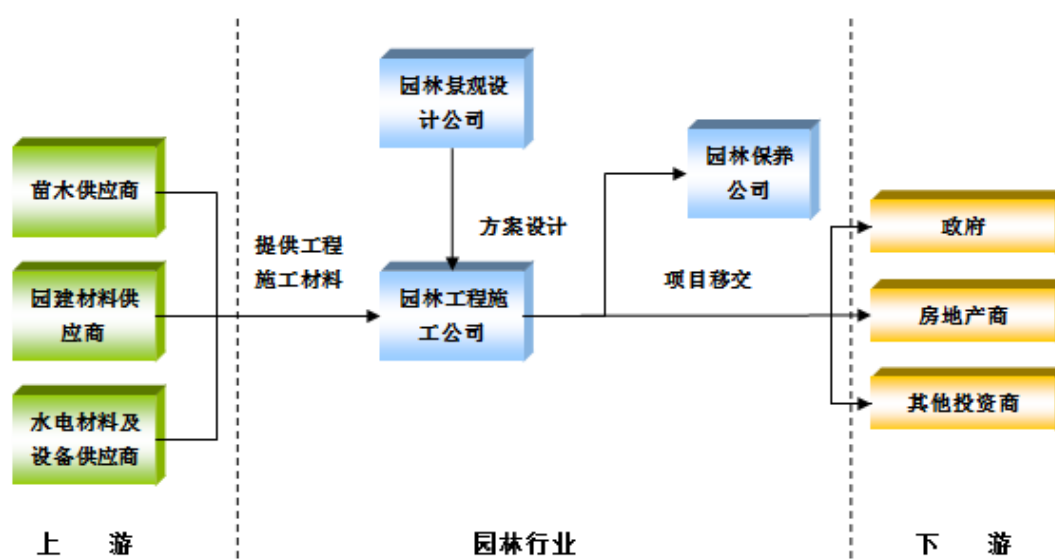 园林景观设
计公司
苗木供应商
园林保养
公司
提供工程
施工材料
方案设计
政府
园建材料供
应商
园林工程施
工公司
项目移交
房地产商
水电材料及
设备供应商
其他投资商
上 游
园林行业
下 游